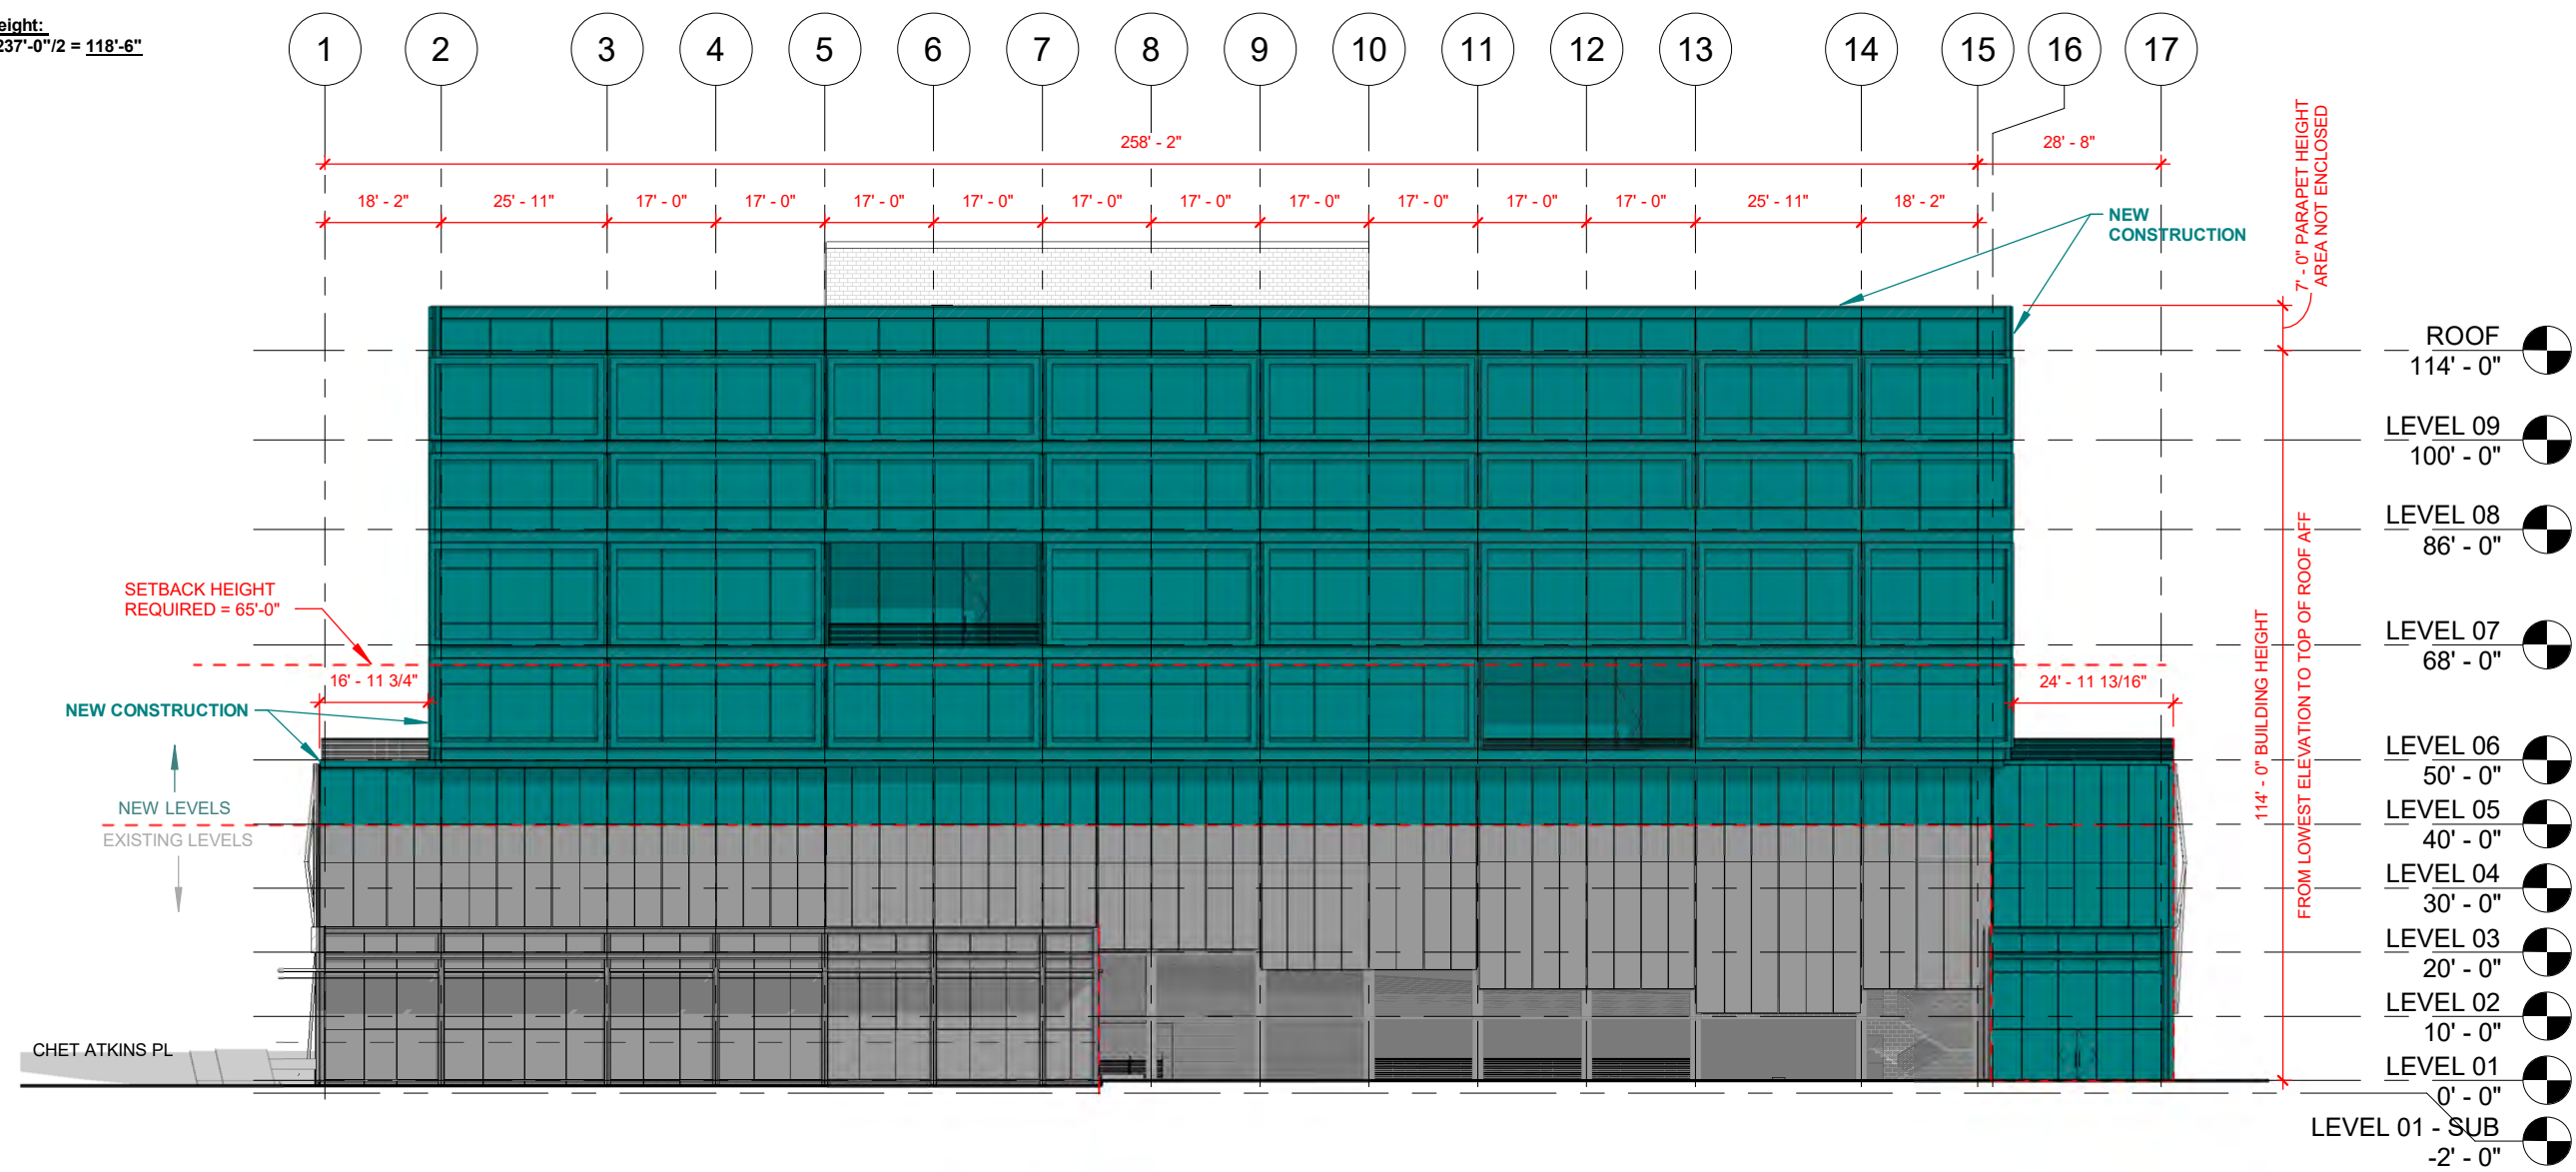 eight:
237'-0"/2 = 118'-6"
1 2 3 4 5 6 7 8 9 10 11 12 13 14 15 16 17
258' - 2" 28' - 8"
18' - 2" 25' - 11" 17' - 0" 17' - 0" 17' - 0" 17' - 0" 17' - 0" 17' - 0" 17' - 0" 17' - 0" 17' - 0" 17' - 0" 25' - 11" 18' - 2"
7' - 0" PARAPET HEIGHT
AREA NOT ENCLOSED
NEW
CONSTRUCTION
ROOF
114' - 0"
LEVEL 09
100' - 0"
LEVEL 08
86' - 0"
SETBACK HEIGHT
REQUIRED = 65'-0"
LEVEL 07
68' - 0"
16' - 11 3/4"
24' - 11 13/16"
NEW CONSTRUCTION
114' - 0" BUILDING HEIGHT
FROM LOWEST ELEVATION TO TOP OF ROOF AFF
LEVEL 06
50' - 0"
NEW LEVELS
EXISTING LEVELS
LEVEL 05
40' - 0"
LEVEL 04
30' - 0"
LEVEL 03
20' - 0"
LEVEL 02
10' - 0"
CHET ATKINS PL
LEVEL 01
0' - 0"
LEVEL 01 - SUB
-2' - 0"